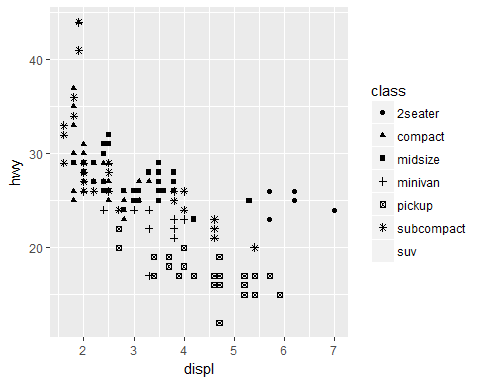 hwy
40
30
20
2
3
4
5
6
7
displ
class
2seater
compact
midsize
minivan
pickup
subcompact
suv